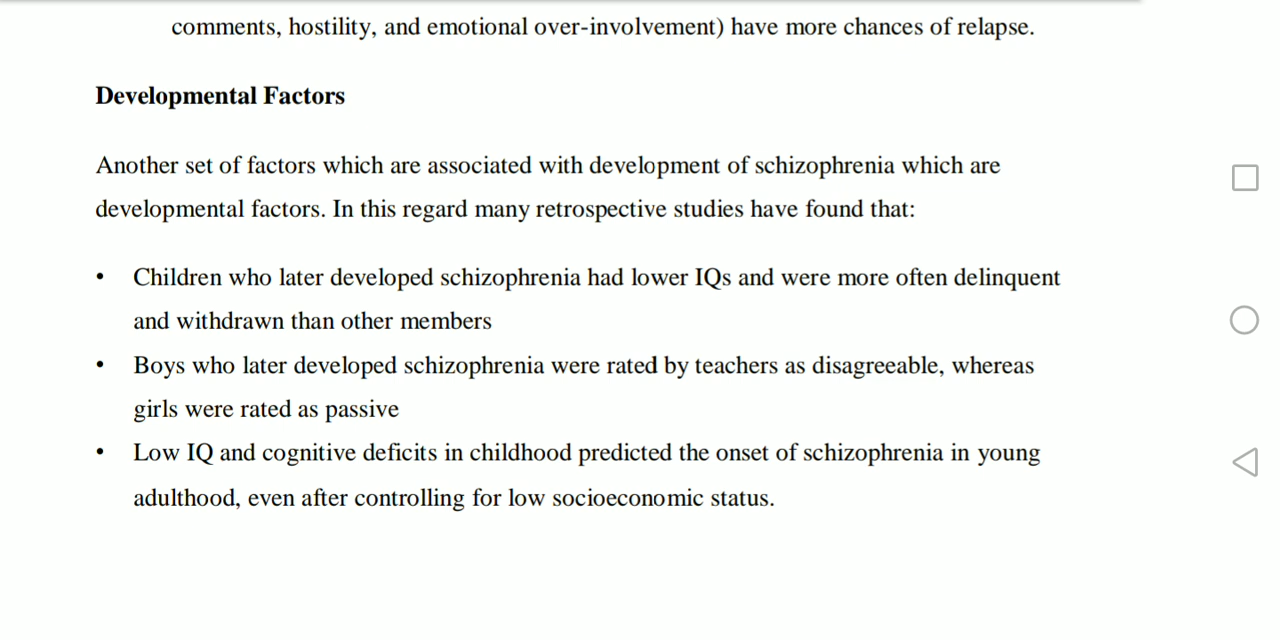 comments, hostility, and emotional over-involvement) have more chances of relapse.
Developmental Factors
Another set of factors which are associated with development of schizophrenia which are
developmental factors. In this regard many retrospective studies have found that:
• Children who later developed schizophrenia had lower IQs and were more often delinquent
and withdrawn than other members
• Boys who later developed schizophrenia were rated by teachers as disagreeable, whereas
girls were rated as passive
• Low IQ and cognitive deficits in childhood predicted the onset of schizophrenia in young
adulthood, even after controlling for low socioeconomic status.